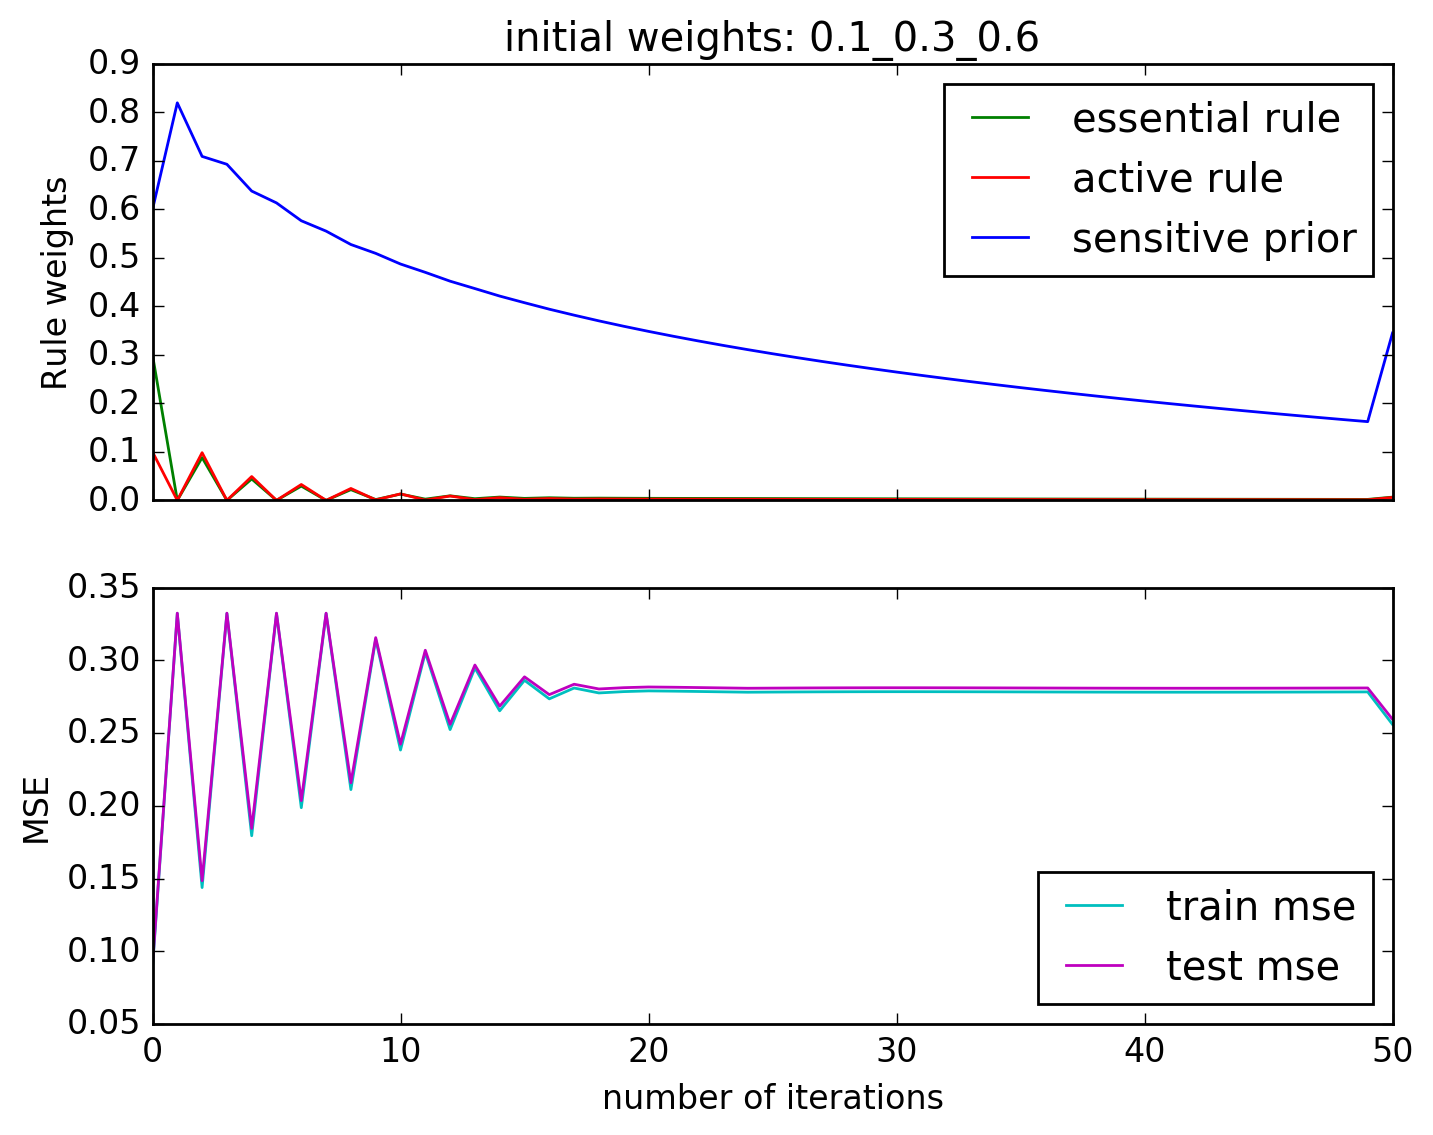 initial weights: 0.1_0.3_0.6
0.9
0.8
0.7
0.6
0.5
0.4
0.3
0.2
0.1
0.0
Rule weights
essential rule
active rule
sensitive prior
0.35
0.30
0.25
0.20
0.15
0.10
0.05
MSE
train mse
test mse
0 10 20 30 40 50
number of iterations